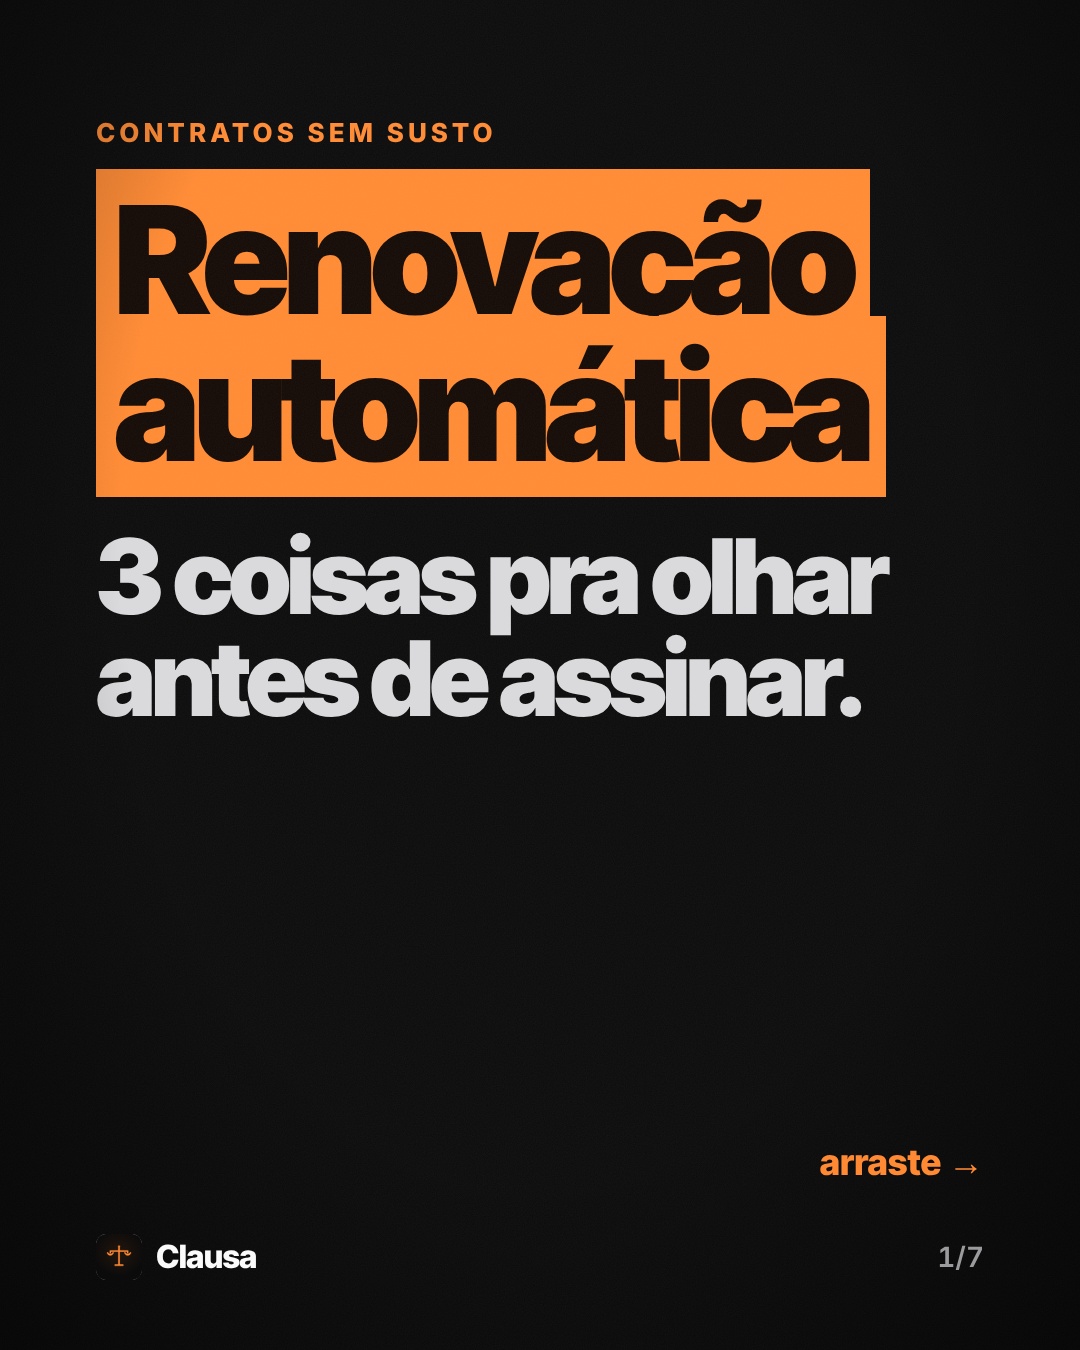 CONTRATOS SEM SUSTO
Renovacão
automática
3 coisas pra olhar
antes de assinar.
arraste →
Clausa
1/7